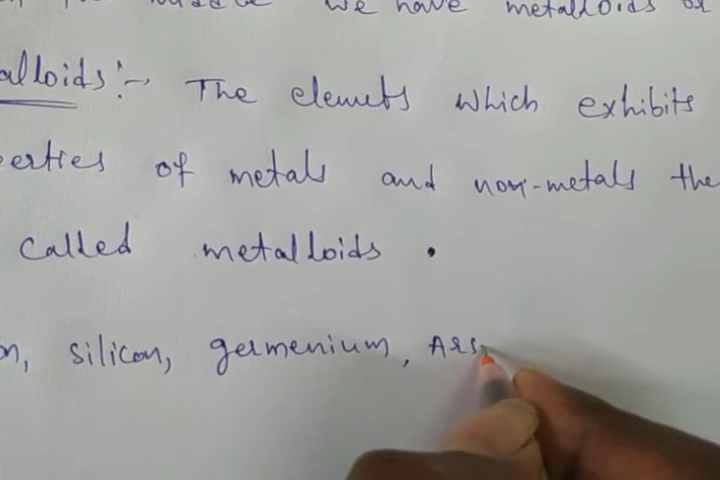 we have metalloids or
alloids :- The elemets which exhibits
erties of metals and non-metals the
called metalloids .
n, silicon, germenium, Ars